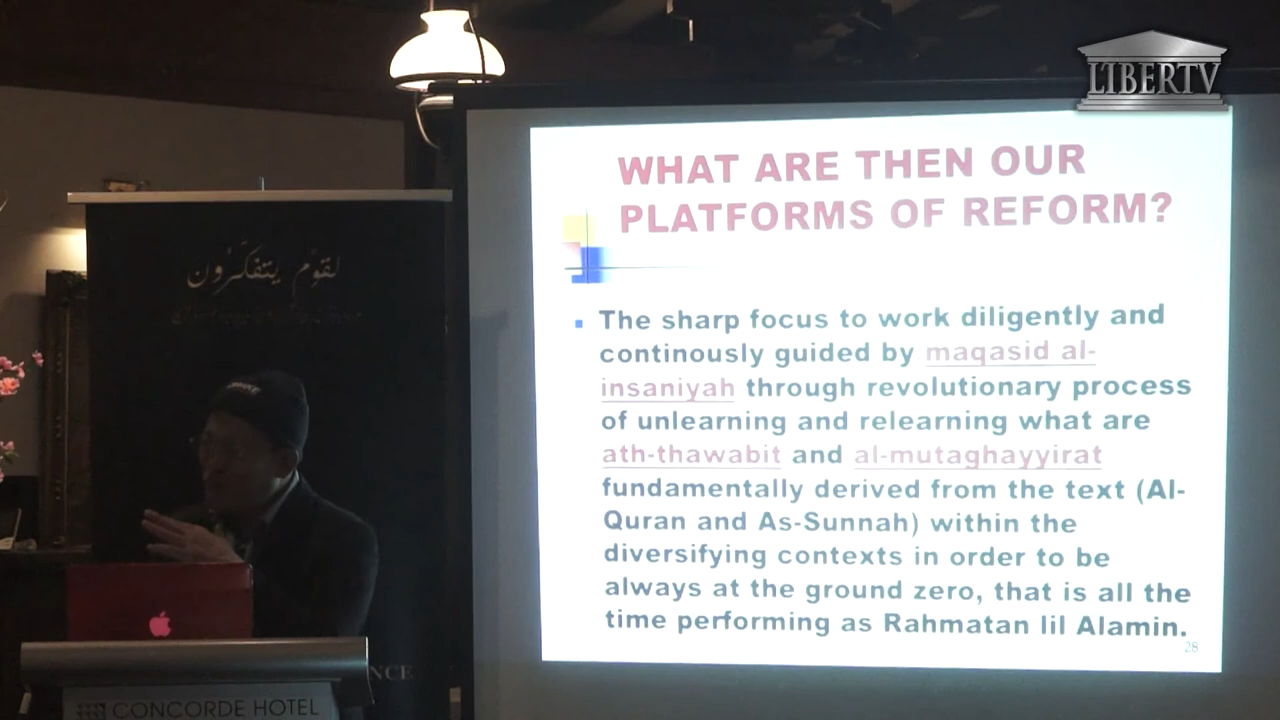 LIBERTV
WHAT ARE THEN OUR
PLATFORMS OF REFORM?
The sharp focus to work diligently and
continously guided by maqasid al-
insaniyah through revolutionary process
of unlearning and relearning what are
ath-thawabit and al-mutaghayyirat
fundamentally derived from the text (Al-
Quran and As-Sunnah) within the
diversifying contexts in order to be
always at the ground zero, that is all the
time performing as Rahmatan lil Alamin.
28
لقوم يتفكرون
NCE
CONCORDE HOTEL